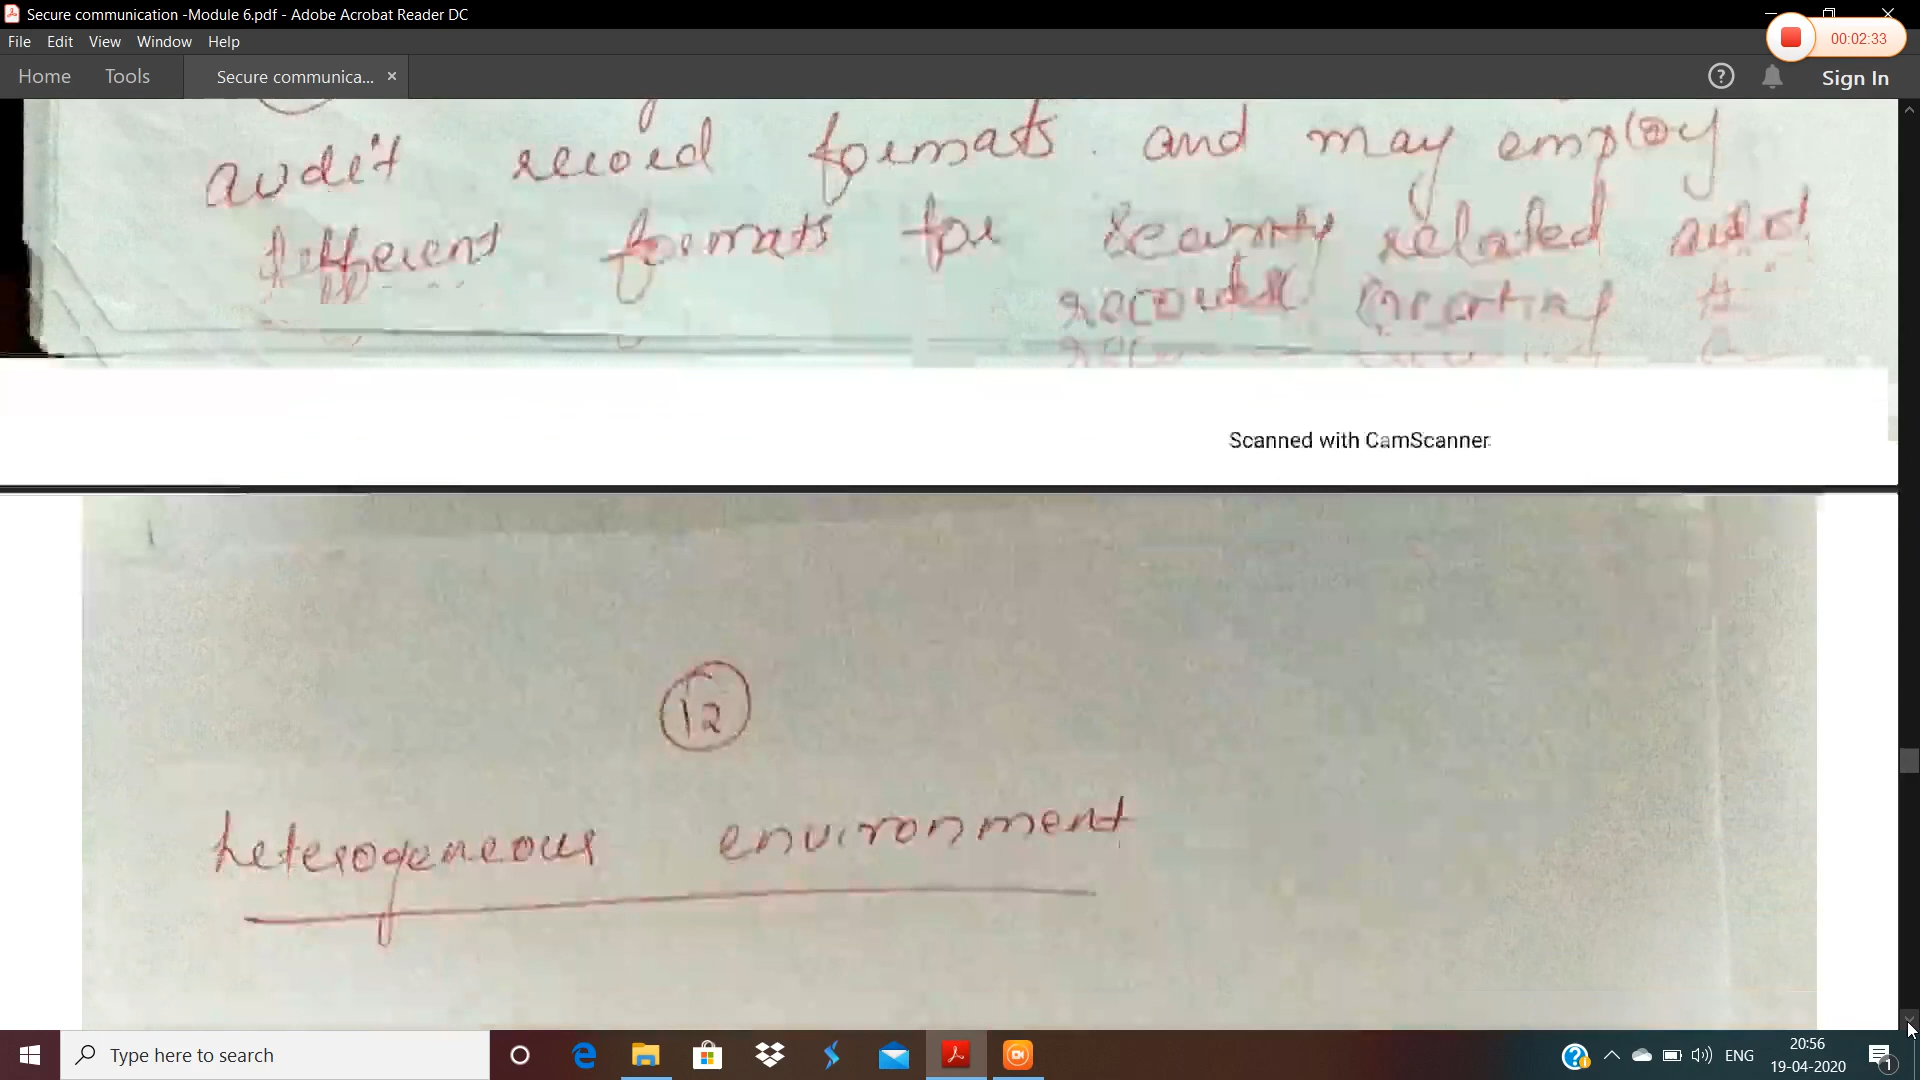 Secure communication -Module 6.pdf - Adobe Acrobat Reader DC
File Edit View Window Help
00:02:33
Home Tools Secure communica... ×
? Sign In
audit record formats. and may employ
different formats for security related
Scanned with CamScanner
12
heterogeneous environment
Type here to search
ENG
20:56
19-04-2020
1